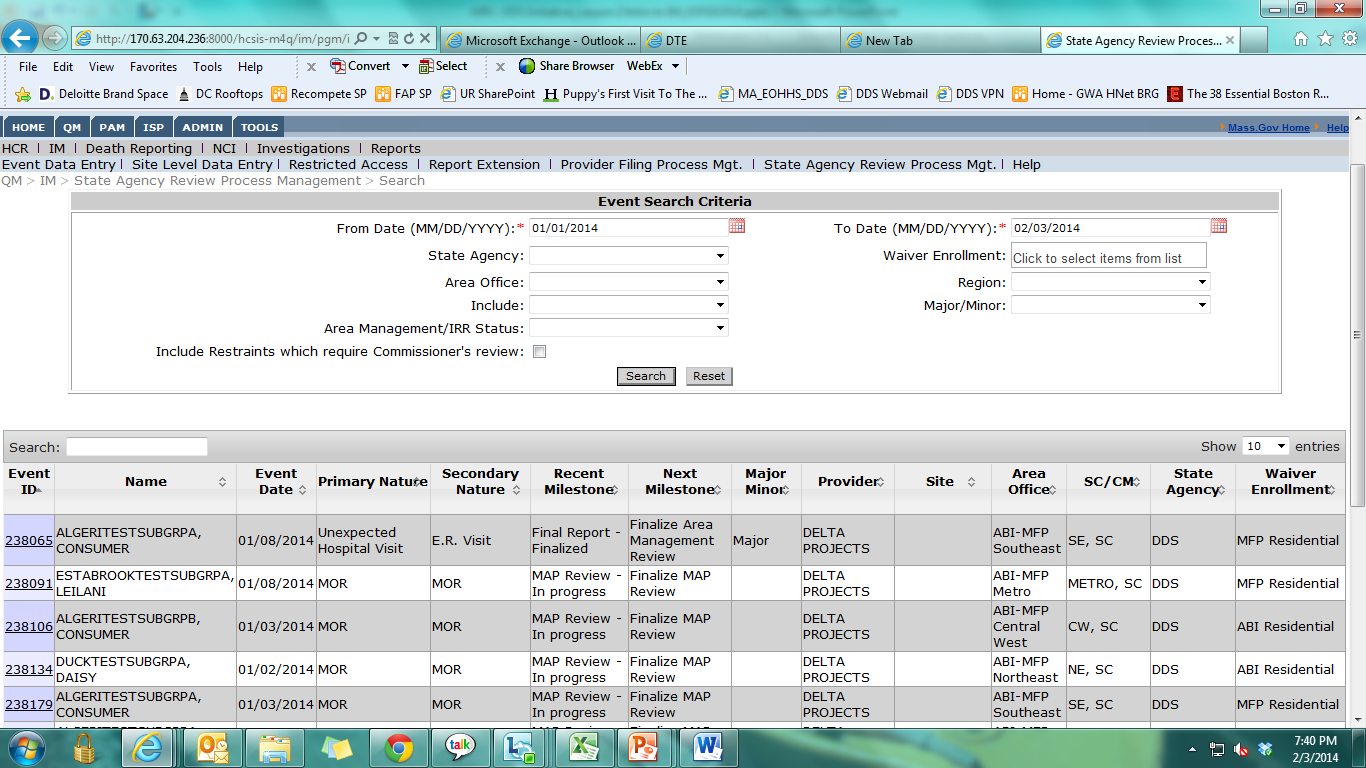 http://170.63.204.236:8000/hcsis-m4q/im/pgm/i
Microsoft Exchange - Outlook ...
DTE
New Tab
State Agency Review Proces...
File Edit View Favorites Tools Help
Convert Select
Share Browser WebEx
Deloitte Brand Space DC Rooftops Recompete SP FAP SP UR SharePoint Puppy's First Visit To The ... MA_EOHHS_DDS DDS Webmail DDS VPN Home - GWA HNet BRG The 38 Essential Boston R...
HOME QM PAM ISP ADMIN TOOLS
Mass.Gov Home Help
HCR | IM | Death Reporting | NCI | Investigations | Reports
Event Data Entry | Site Level Data Entry | Restricted Access | Report Extension | Provider Filing Process Mgt. | State Agency Review Process Mgt. | Help
QM > IM > State Agency Review Process Management > Search
Event Search Criteria
From Date (MM/DD/YYYY):* 01/01/2014 To Date (MM/DD/YYYY):* 02/03/2014
State Agency: Waiver Enrollment: Click to select items from list
Area Office: Region:
Include: Major/Minor:
Area Management/IRR Status:
Include Restraints which require Commissioner's review:
Search Reset
Search: Show 10 entries
Event ID Name Event Date Primary Nature Secondary Nature Recent Milestone Next Milestone Major Minor Provider Site Area Office SC/CM State Agency Waiver Enrollment
238065 ALGERITESTSUBGRPA, CONSUMER 01/08/2014 Unexpected Hospital Visit E.R. Visit Final Report - Finalized Finalize Area Management Review Major DELTA PROJECTS ABI-MFP Southeast SE, SC DDS MFP Residential
238091 ESTABROOKTESTSUBGRPA, LEILANI 01/08/2014 MOR MOR MAP Review - In progress Finalize MAP Review DELTA PROJECTS ABI-MFP Metro METRO, SC DDS MFP Residential
238106 ALGERITESTSUBGRPB, CONSUMER 01/03/2014 MOR MOR MAP Review - In progress Finalize MAP Review DELTA PROJECTS ABI-MFP Central West CW, SC DDS ABI Residential
238134 DUCKTESTSUBGRPA, DAISY 01/02/2014 MOR MOR MAP Review - In progress Finalize MAP Review DELTA PROJECTS ABI-MFP Northeast NE, SC DDS ABI Residential
238179 ALGERITESTSUBGRPA, CONSUMER 01/03/2014 MOR MOR MAP Review - In progress Finalize MAP Review DELTA PROJECTS ABI-MFP Southeast SE, SC DDS MFP Residential
talk
7:40 PM
2/3/2014